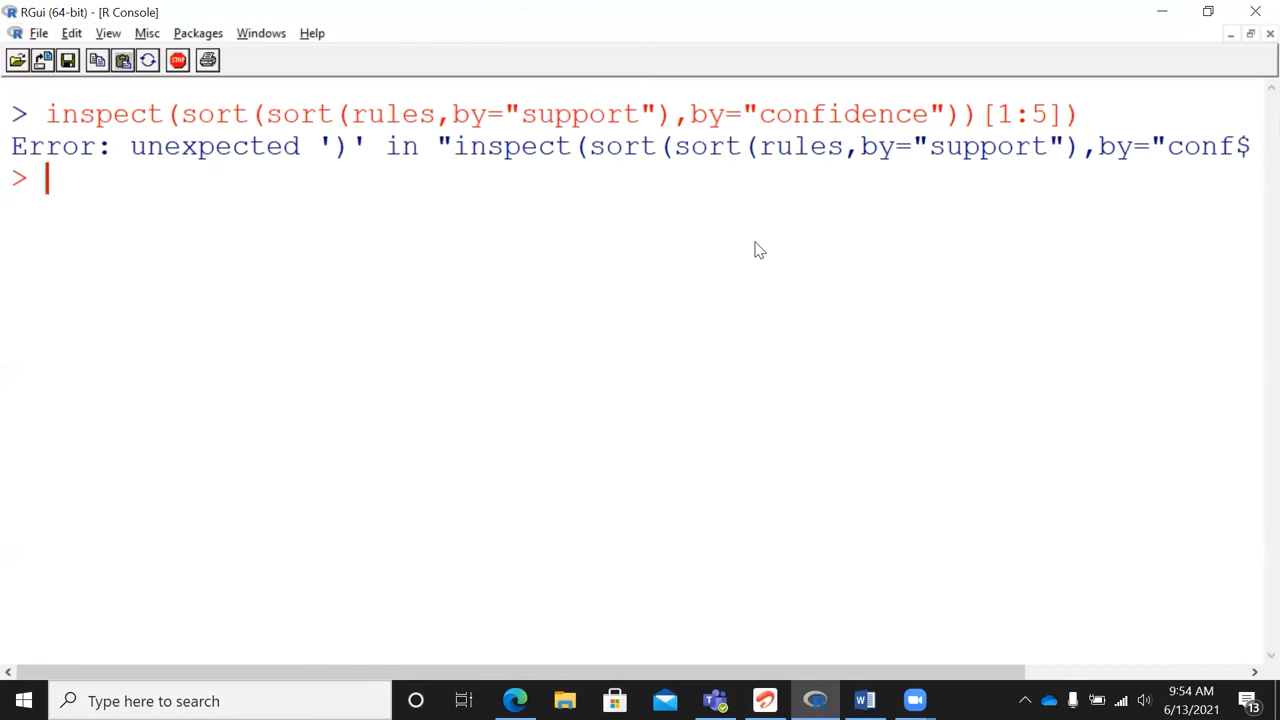 RGui (64-bit) - [R Console]
File Edit View Misc Packages Windows Help
STOP
> inspect(sort(sort(rules,by="support"),by="confidence"))[1:5])
Error: unexpected ')' in "inspect(sort(sort(rules,by="support"),by="conf$
>
Type here to search
9:54 AM
6/13/2021
13